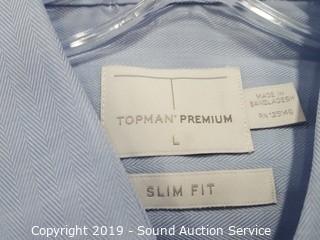 TOPMAN PREMIUM
L
MADE IN
BANGLADESH
SLIM FIT
Copyright 2019 - Sound Auction Service